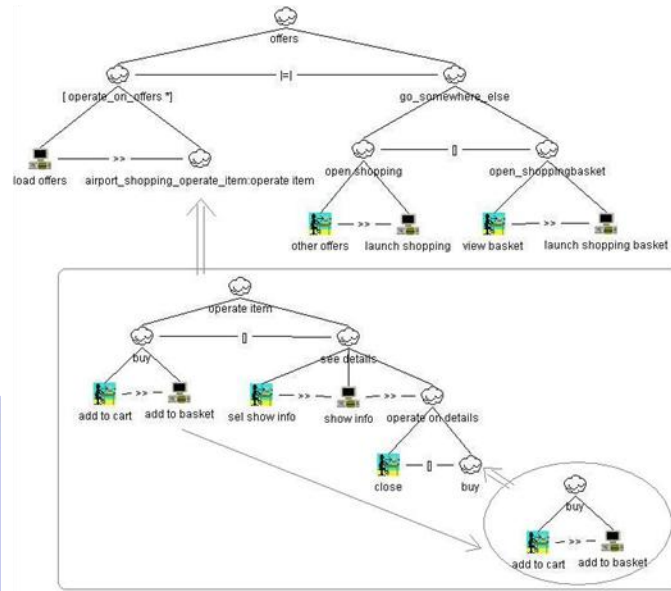 offers
|=|
[ operate_on_offers *]
go_somewhere_else
>>
[]
load offers
airport_shopping_operate_item:operate item
open shopping
open_shoppingbasket
>>
>>
other offers
launch shopping
view basket
launch shopping basket
operate item
[]
buy
see details
>>
>>
>>
add to cart
add to basket
sel show info
show info
operate on details
[]
close
buy
buy
>>
add to cart
add to basket